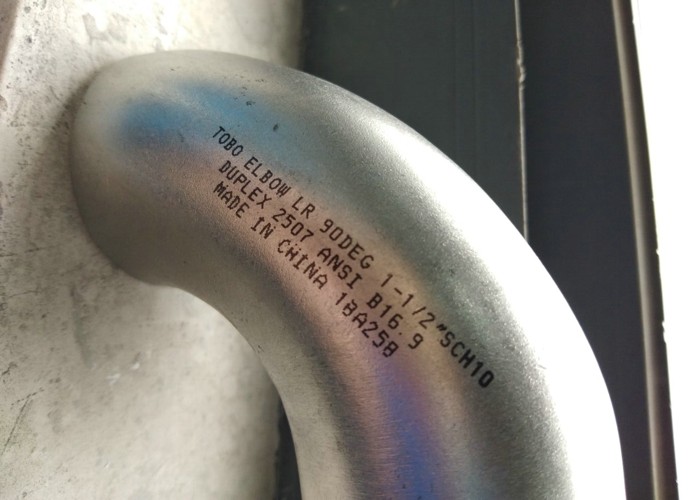 TOBO ELBOW LR 90DEG 1-1/2"SCH10
DUPLEX 2507 ANSI B16.9
MADE IN CHINA 18A258